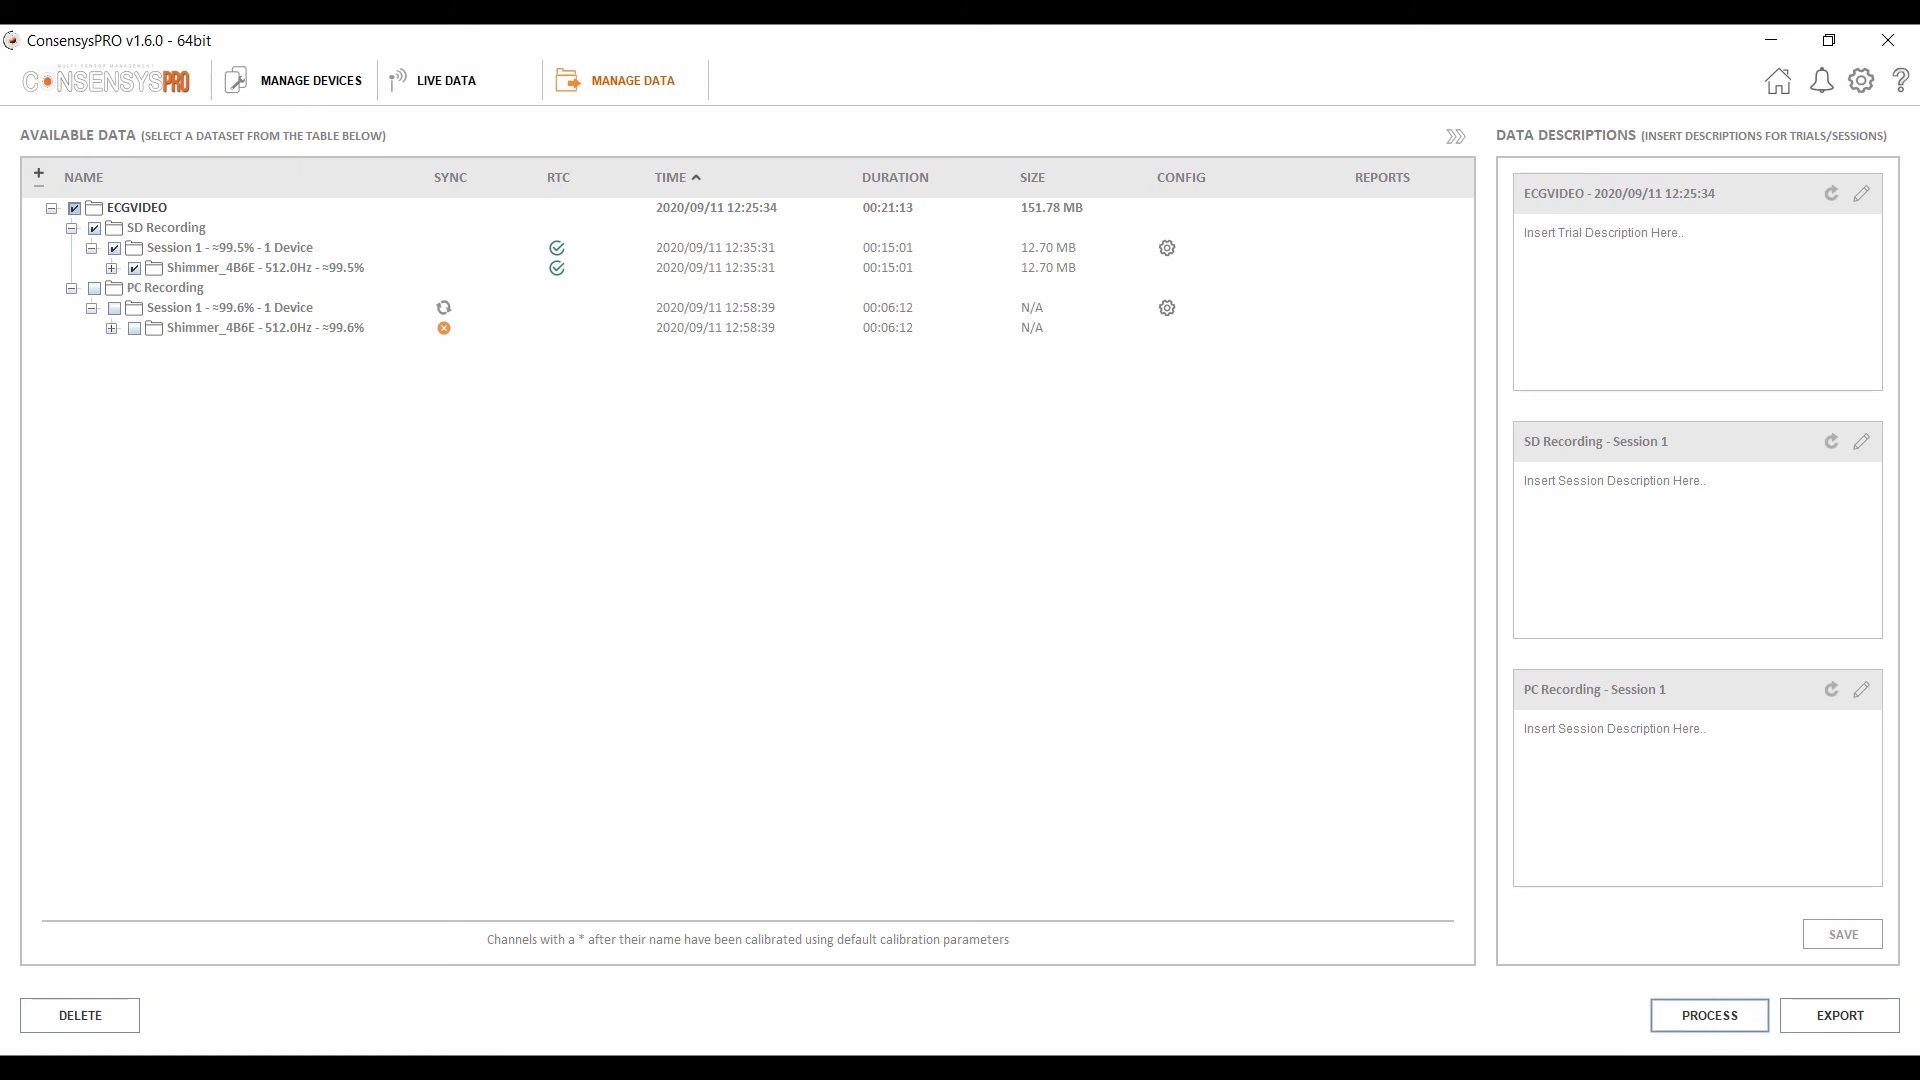 ConsensysPRO v1.6.0 - 64bit
MULTI SENSOR MANAGEMENT
CONSENSYSPRO
MANAGE DEVICES
LIVE DATA
MANAGE DATA
AVAILABLE DATA (SELECT A DATASET FROM THE TABLE BELOW)
DATA DESCRIPTIONS (INSERT DESCRIPTIONS FOR TRIALS/SESSIONS)
NAME SYNC RTC TIME DURATION SIZE CONFIG REPORTS
ECGVIDEO 2020/09/11 12:25:34 00:21:13 151.78 MB
SD Recording
Session 1 - ≈99.5% - 1 Device 2020/09/11 12:35:31 00:15:01 12.70 MB
Shimmer_4B6E - 512.0Hz - ≈99.5% 2020/09/11 12:35:31 00:15:01 12.70 MB
PC Recording
Session 1 - ≈99.6% - 1 Device 2020/09/11 12:58:39 00:06:12 N/A
Shimmer_4B6E - 512.0Hz - ≈99.6% 2020/09/11 12:58:39 00:06:12 N/A
Channels with a * after their name have been calibrated using default calibration parameters
ECGVIDEO - 2020/09/11 12:25:34
Insert Trial Description Here..
SD Recording - Session 1
Insert Session Description Here..
PC Recording - Session 1
Insert Session Description Here..
SAVE
DELETE
PROCESS
EXPORT